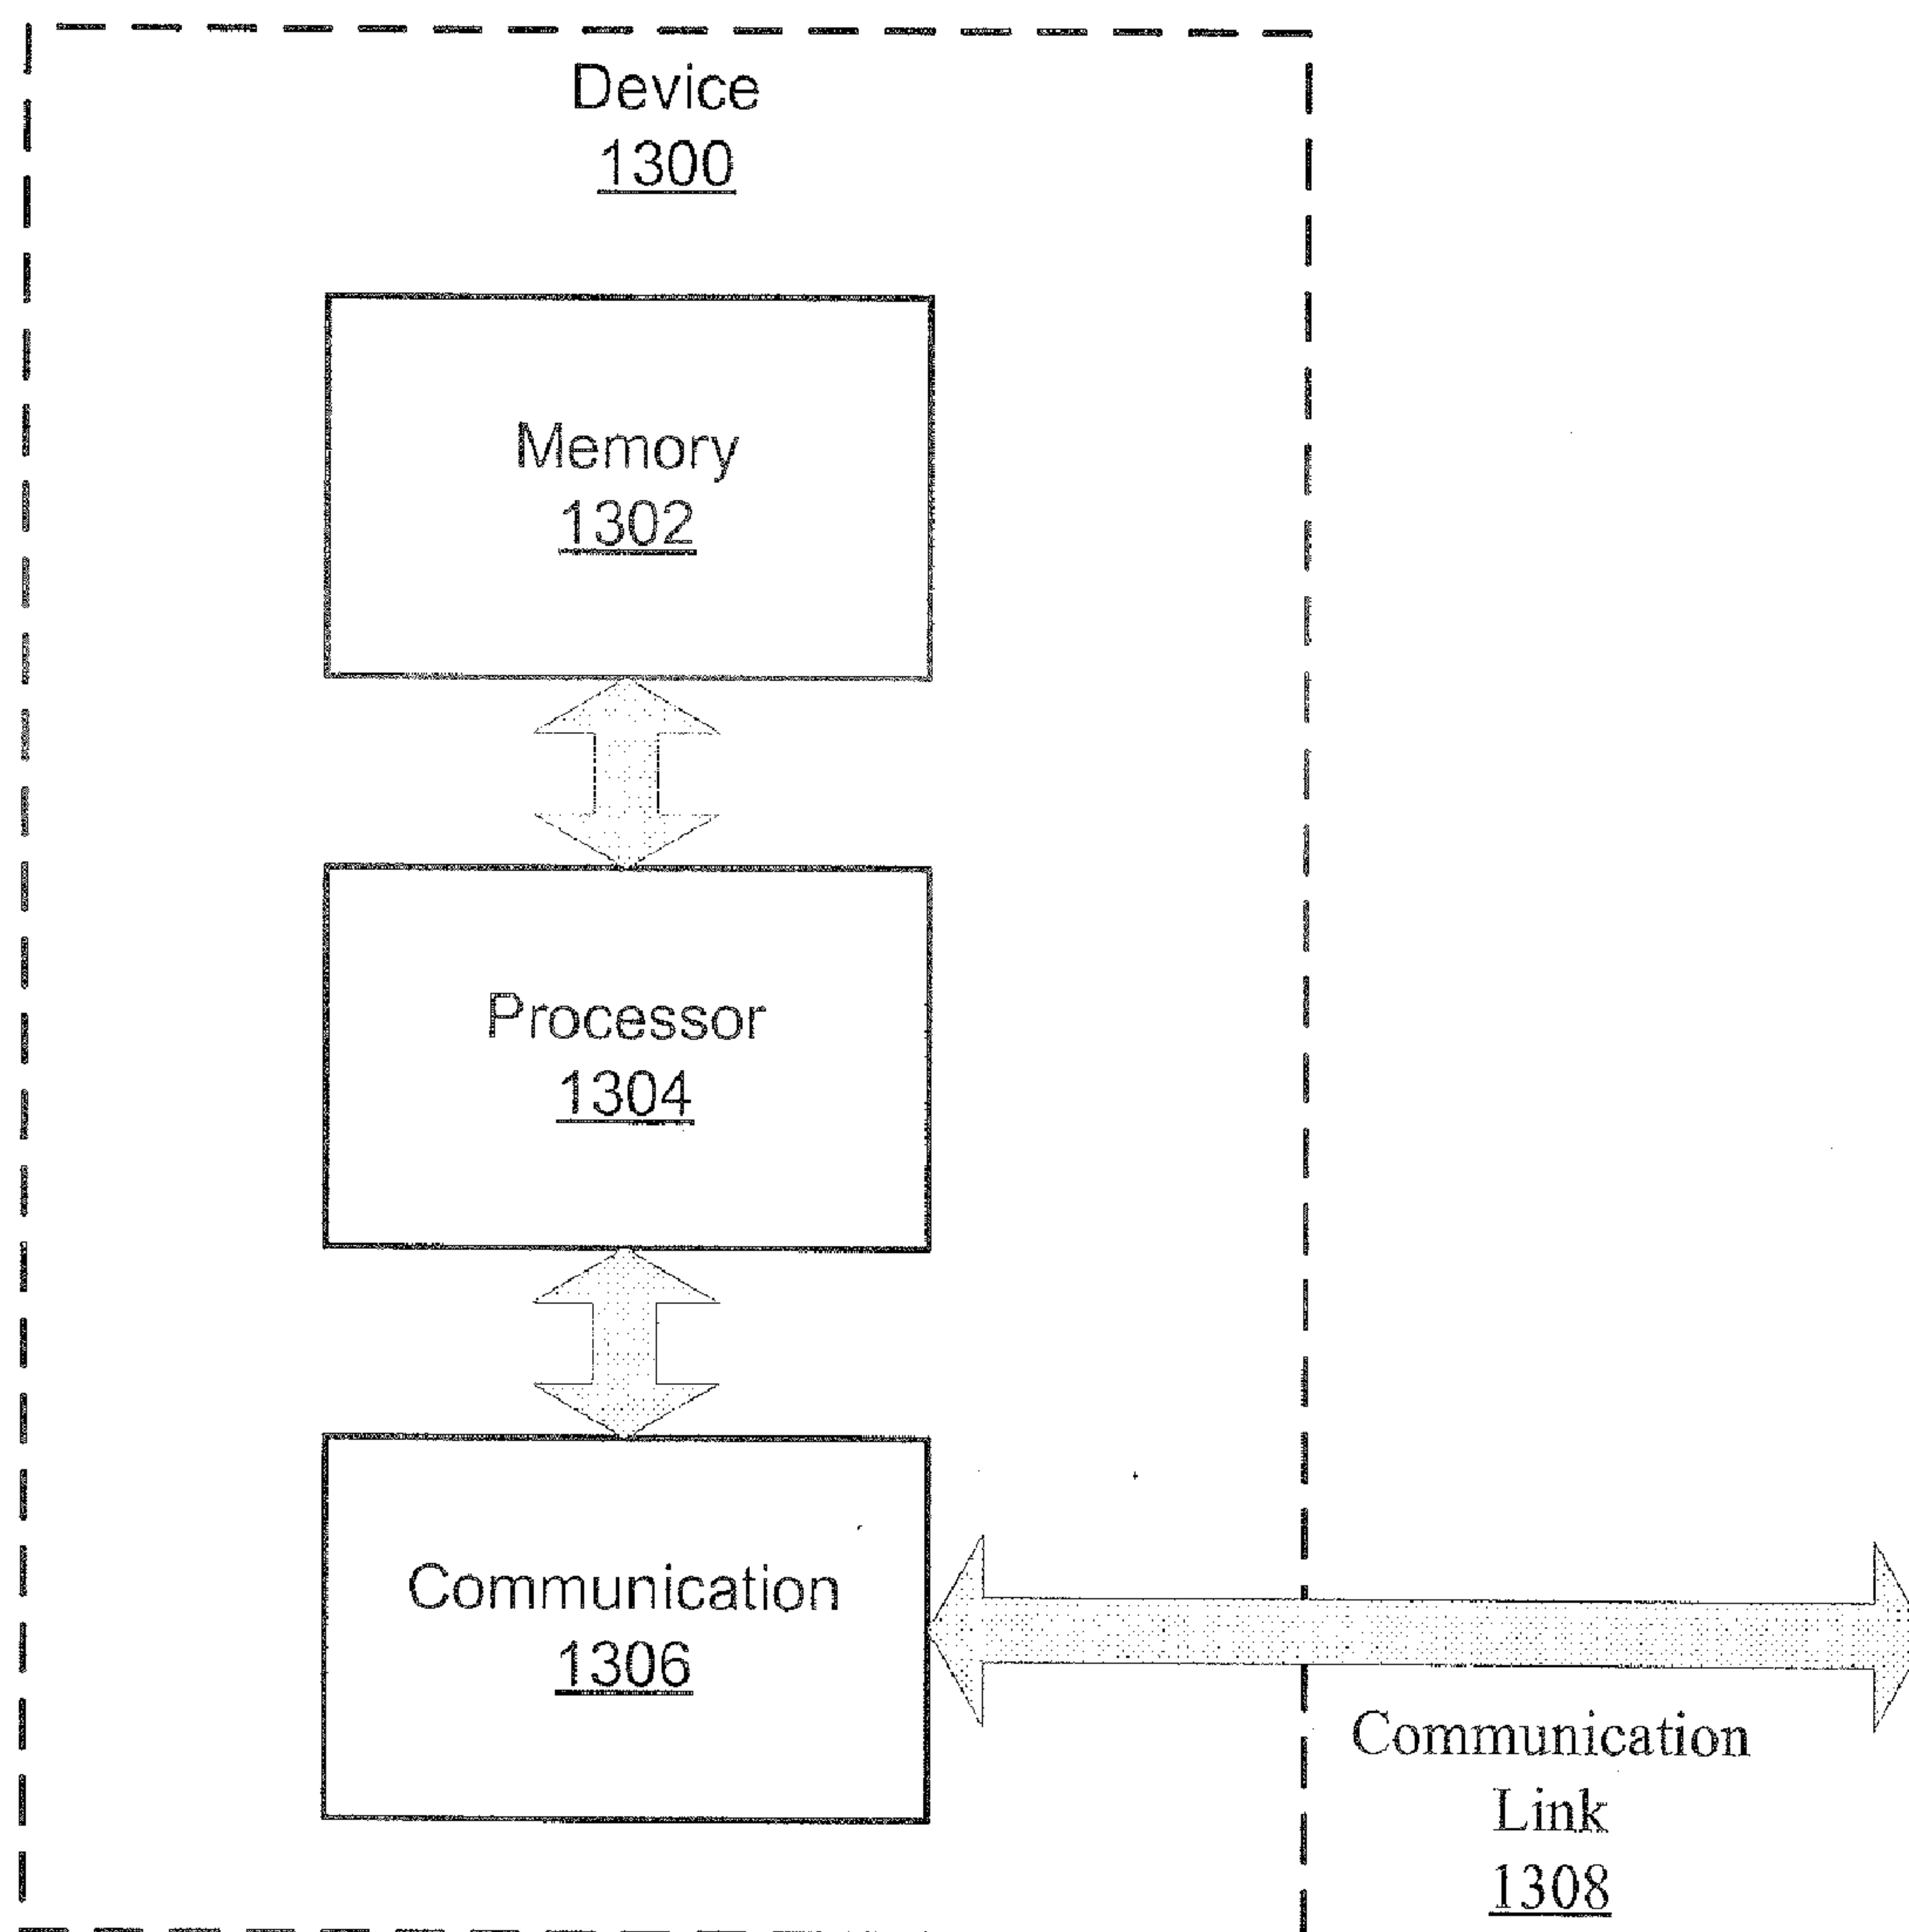 Device
1300
Memory
1302
Processor
1304
Communication
1306
Communication
Link
1308